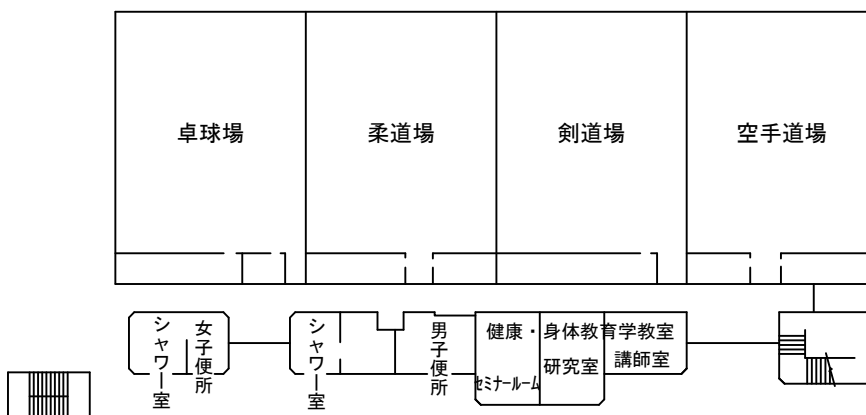 卓球場
柔道場
剣道場
空手道場
シャワー室
女子便所
シャワー室
男子便所
健康・身体教育学教室
セミナールーム
研究室
講師室